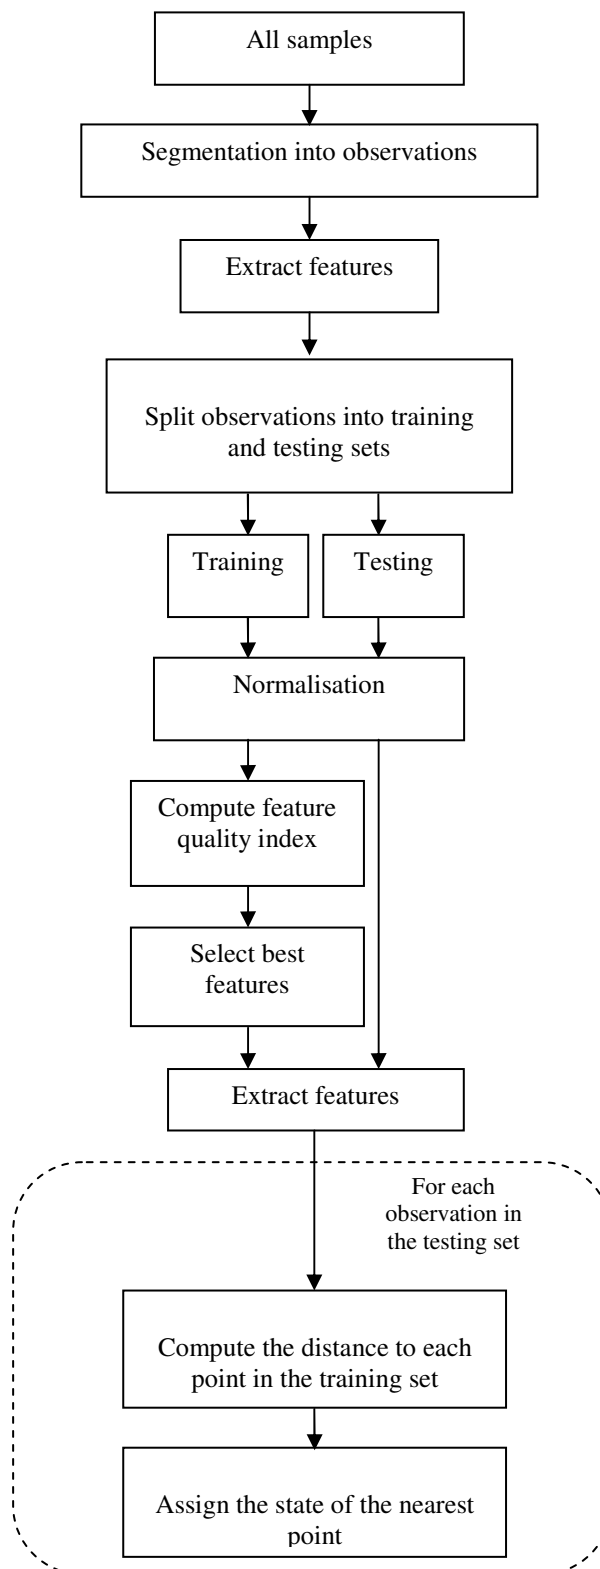 All samples
Segmentation into observations
Extract features
Split observations into training
and testing sets
Training
Testing
Normalisation
Compute feature
quality index
Select best
features
Extract features
For each
observation in
the testing set
Compute the distance to each
point in the training set
Assign the state of the nearest
point